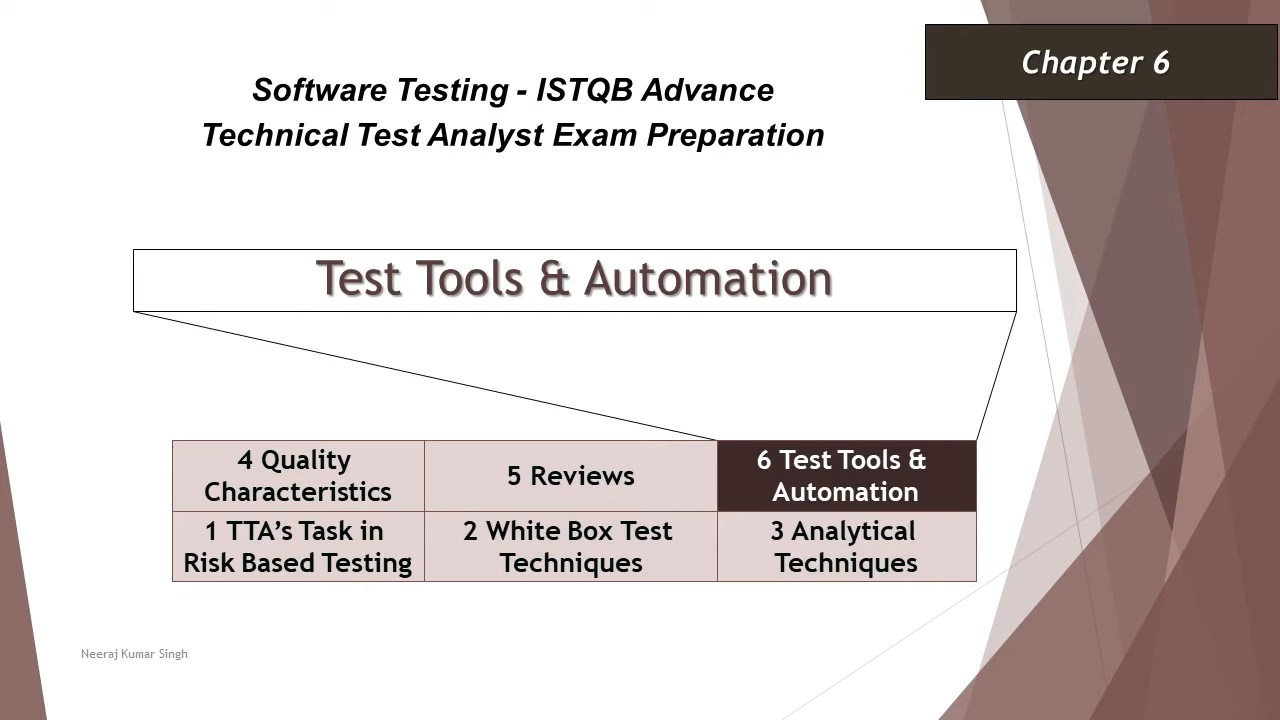 Chapter 6
Software Testing - ISTQB Advance
Technical Test Analyst Exam Preparation
Test Tools & Automation
4 Quality
Characteristics
5 Reviews
6 Test Tools &
Automation
1 TTA’s Task in
Risk Based Testing
2 White Box Test
Techniques
3 Analytical
Techniques
Neeraj Kumar Singh